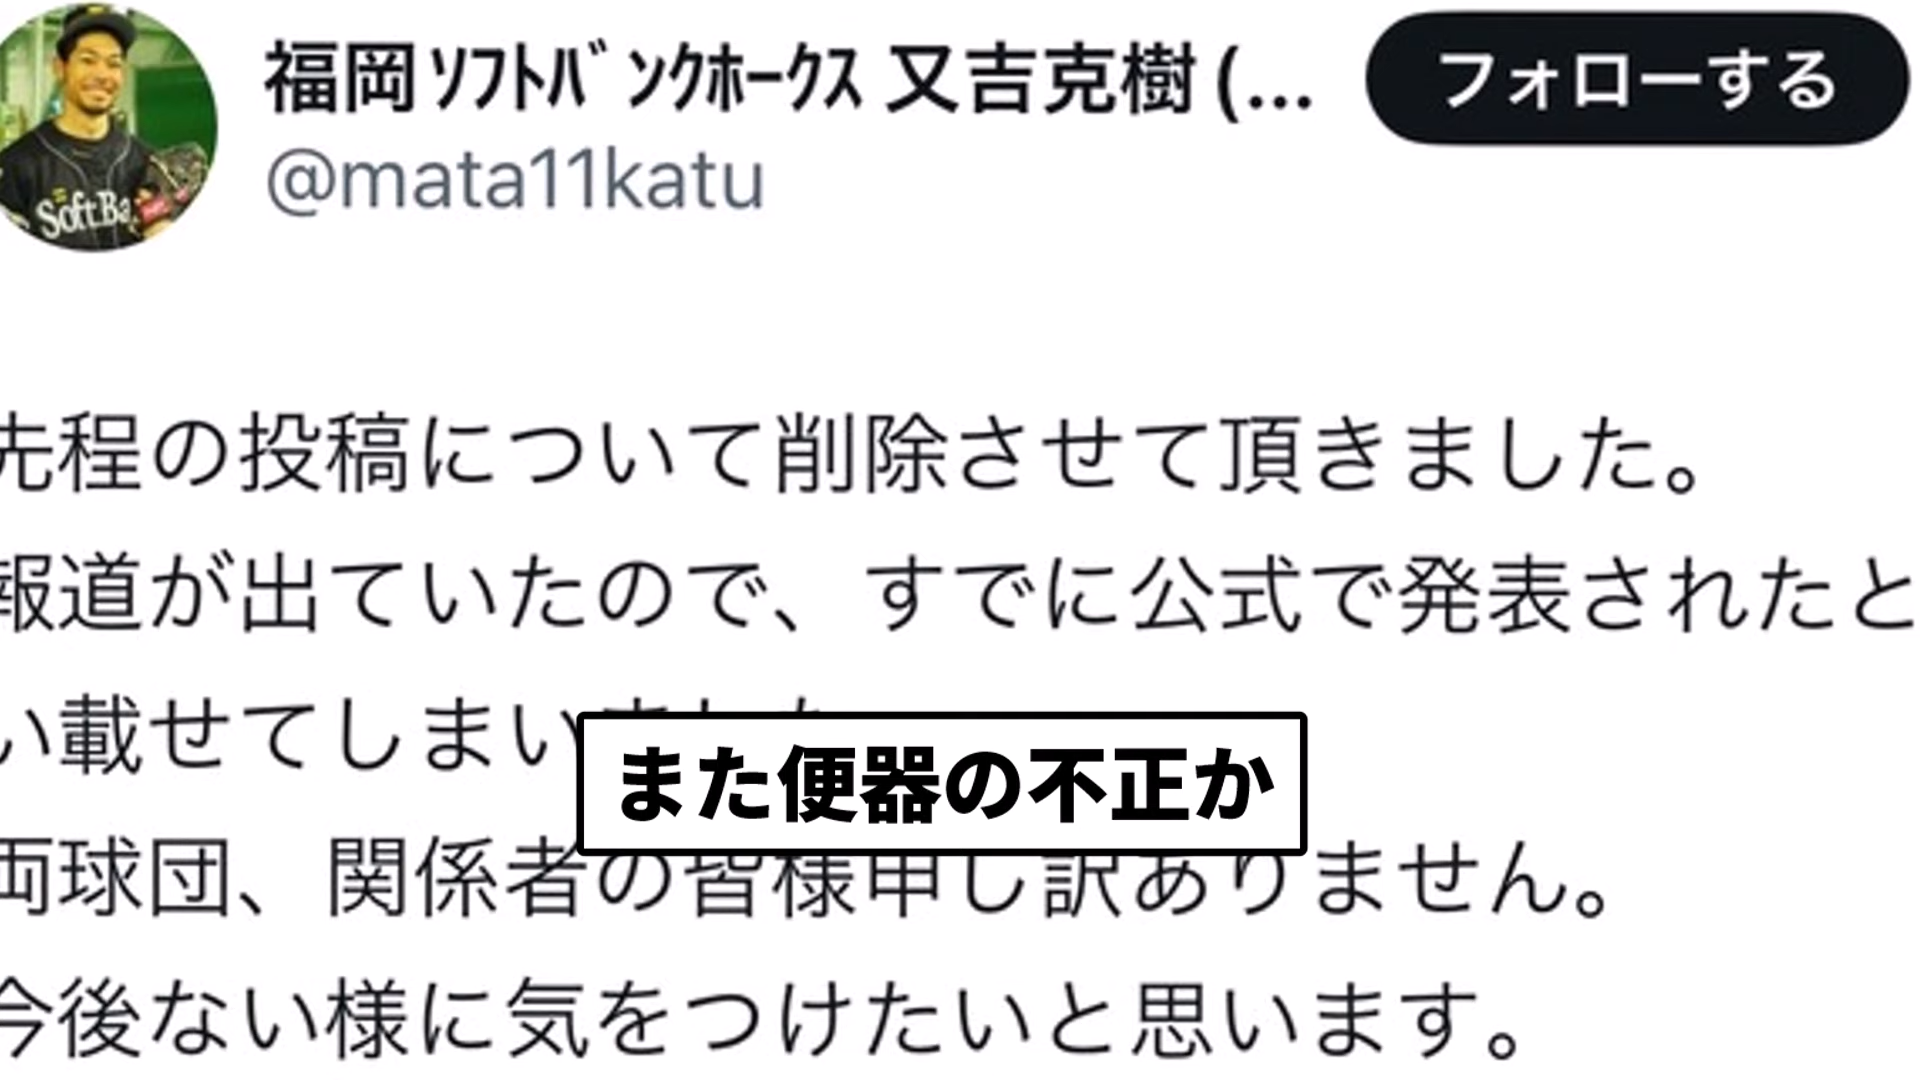 福岡ｿﾌﾄﾊﾞﾝｸﾎｰｸｽ 又吉克樹 (...
フォローする
@mata11katu
SoftBa
先程の投稿について削除させて頂きました。
報道が出ていたので、すでに公式で発表されたと
い載せてしまいました
また便器の不正か
両球団、関係者の皆様申し訳ありません。
今後ない様に気をつけたいと思います。